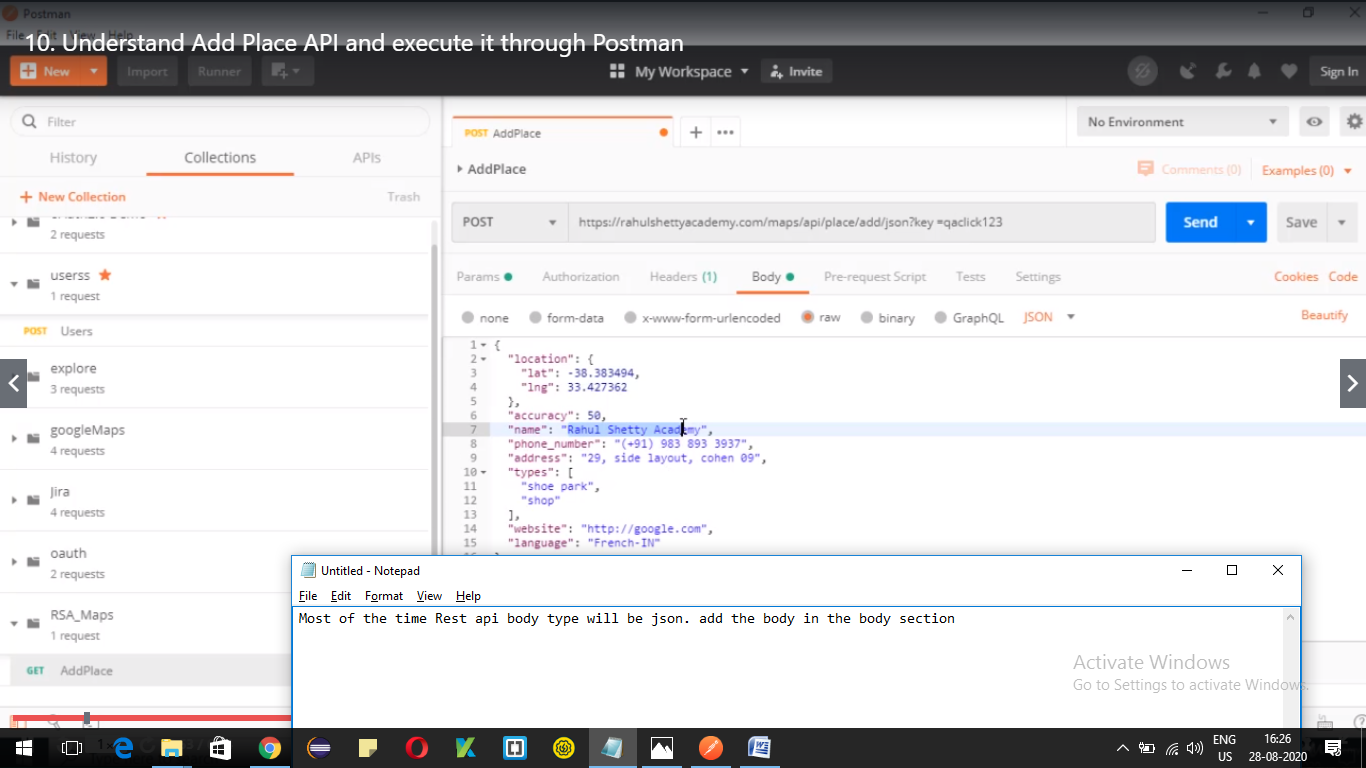 Postman
File Edit View Help
10. Understand Add Place API and execute it through Postman
New
Import
Runner
My Workspace
Invite
Sign In
Filter
History
Collections
APIs
New Collection
Trash
2 requests
userss
1 request
POST Users
explore
3 requests
googleMaps
4 requests
Jira
4 requests
oauth
2 requests
RSA_Maps
1 request
GET AddPlace
POST AddPlace
No Environment
AddPlace
Comments (0)
Examples (0)
POST
https://rahulshettyacademy.com/maps/api/place/add/json?key =qaclick123
Send
Save
Params
Authorization
Headers (1)
Body
Pre-request Script
Tests
Settings
Cookies
Code
none
form-data
x-www-form-urlencoded
raw
binary
GraphQL
JSON
Beautify
1 {
2 "location": {
3 "lat": -38.383494,
4 "lng": 33.427362
5 },
6 "accuracy": 50,
7 "name": "Rahul Shetty Academy",
8 "phone_number": "(+91) 983 893 3937",
9 "address": "29, side layout, cohen 09",
10 "types": [
11 "shoe park",
12 "shop"
13 ],
14 "website": "http://google.com",
15 "language": "French-IN"
Untitled - Notepad
File Edit Format View Help
Most of the time Rest api body type will be json. add the body in the body section
Activate Windows
Go to Settings to activate Windows.
ENG
US
16:26
28-08-2020